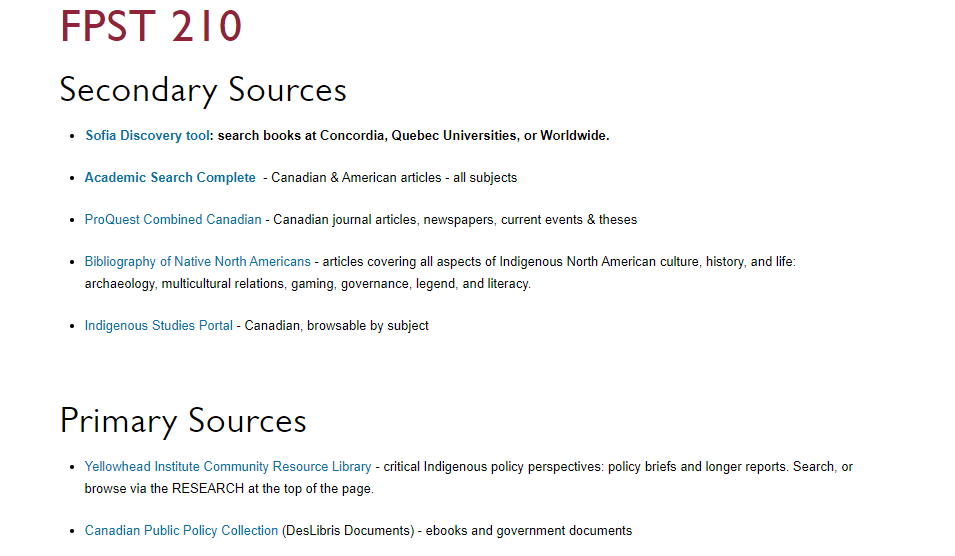 FPST 210
Secondary Sources
Sofia Discovery tool: search books at Concordia, Quebec Universities, or Worldwide.
Academic Search Complete - Canadian & American articles - all subjects
ProQuest Combined Canadian - Canadian journal articles, newspapers, current events & theses
Bibliography of Native North Americans - articles covering all aspects of Indigenous North American culture, history, and life:
archaeology, multicultural relations, gaming, governance, legend, and literacy.
Indigenous Studies Portal - Canadian, browsable by subject
Primary Sources
Yellowhead Institute Community Resource Library - critical Indigenous policy perspectives: policy briefs and longer reports. Search, or
browse via the RESEARCH at the top of the page.
Canadian Public Policy Collection (DesLibris Documents) - ebooks and government documents